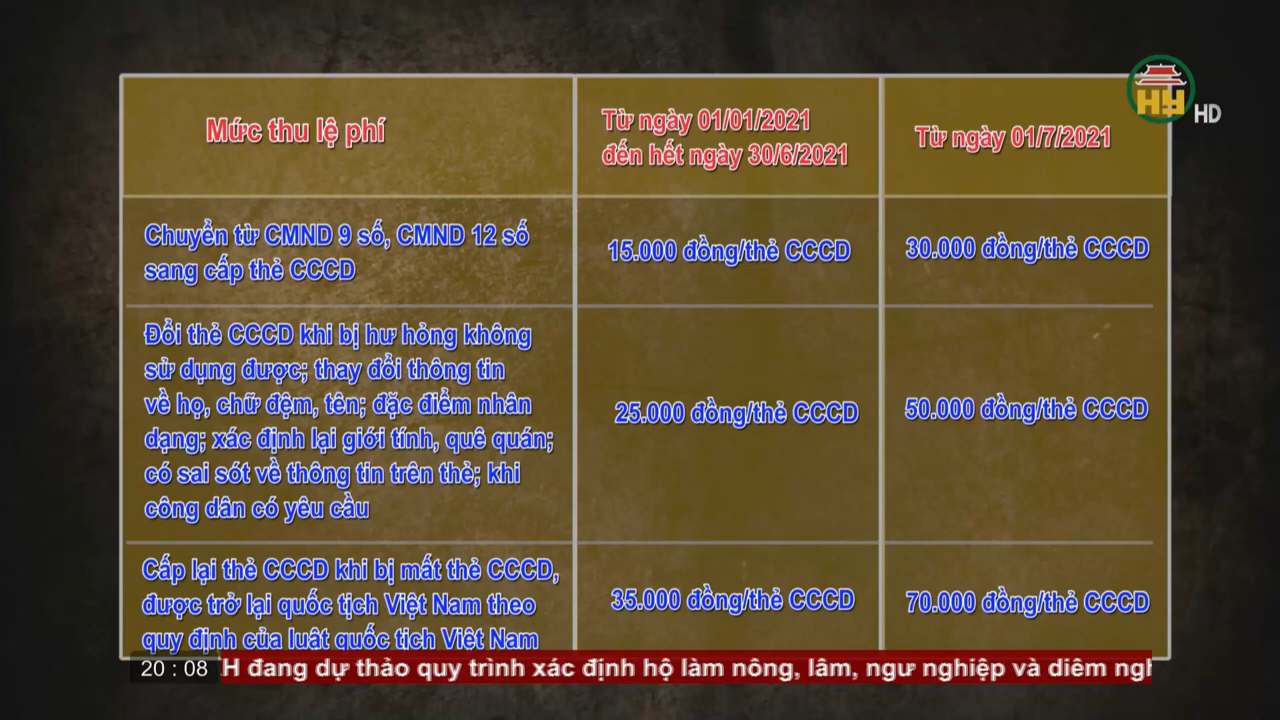 HY HD
Mức thu lệ phí
Từ ngày 01/01/2021
đến hết ngày 30/6/2021
Từ ngày 01/7/2021
Chuyển từ CMND 9 số, CMND 12 số
sang cấp thẻ CCCD
15.000 đồng/thẻ CCCD
30.000 đồng/thẻ CCCD
Đổi thẻ CCCD khi bị hư hỏng không
sử dụng được; thay đổi thông tin
về họ, chữ đệm, tên; đặc điểm nhân
dạng; xác định lại giới tính, quê quán;
có sai sót về thông tin trên thẻ; khi
công dân có yêu cầu
25.000 đồng/thẻ CCCD
50.000 đồng/thẻ CCCD
Cấp lại thẻ CCCD khi bị mất thẻ CCCD,
được trở lại quốc tịch Việt Nam theo
quy định của luật quốc tịch Việt Nam
35.000 đồng/thẻ CCCD
70.000 đồng/thẻ CCCD
20 : 08 H đang dự thảo quy trình xác định hộ làm nông, lâm, ngư nghiệp và diêm ngh